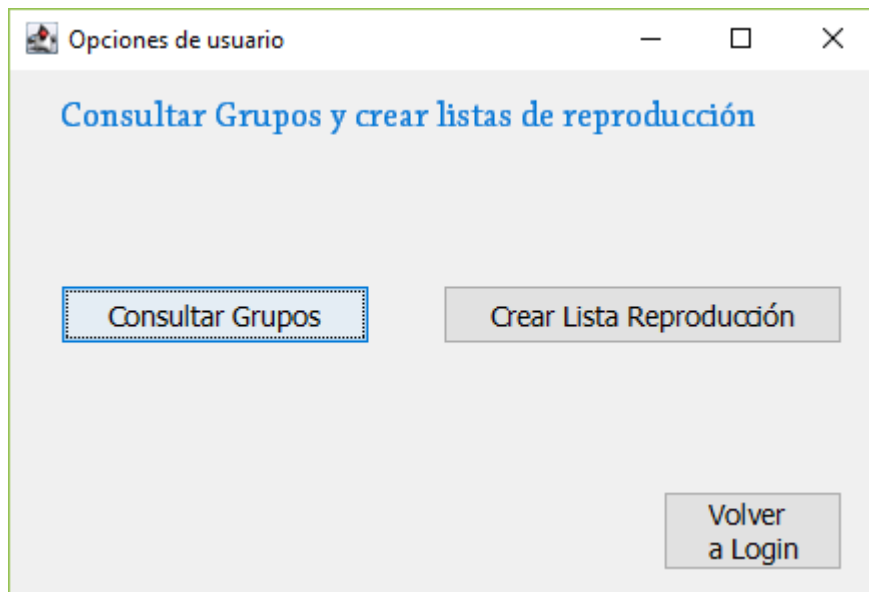 Opciones de usuario
Consultar Grupos y crear listas de reproducción
Consultar Grupos
Crear Lista Reproducción
Volver
a Login